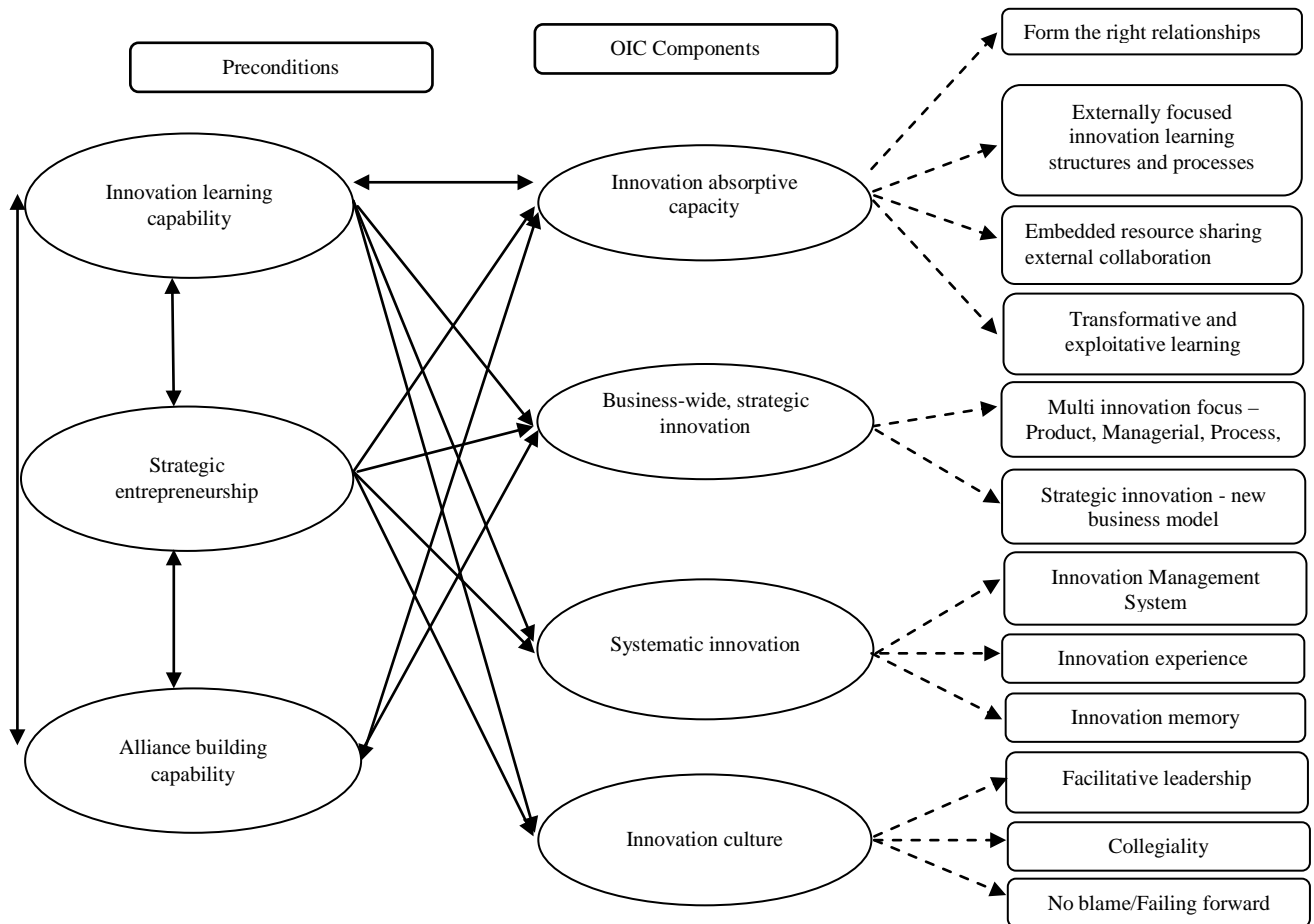 Preconditions
OIC Components
Innovation learning
capability
Strategic
entrepreneurship
Alliance building
capability
Innovation absorptive
capacity
Business-wide, strategic
innovation
Systematic innovation
Innovation culture
Form the right relationships
Externally focused
innovation learning
structures and processes
Embedded resource sharing
external collaboration
Transformative and
exploitative learning
Multi innovation focus –
Product, Managerial, Process,
Strategic innovation - new
business model
Innovation Management
System
Innovation experience
Innovation memory
Facilitative leadership
Collegiality
No blame/Failing forward